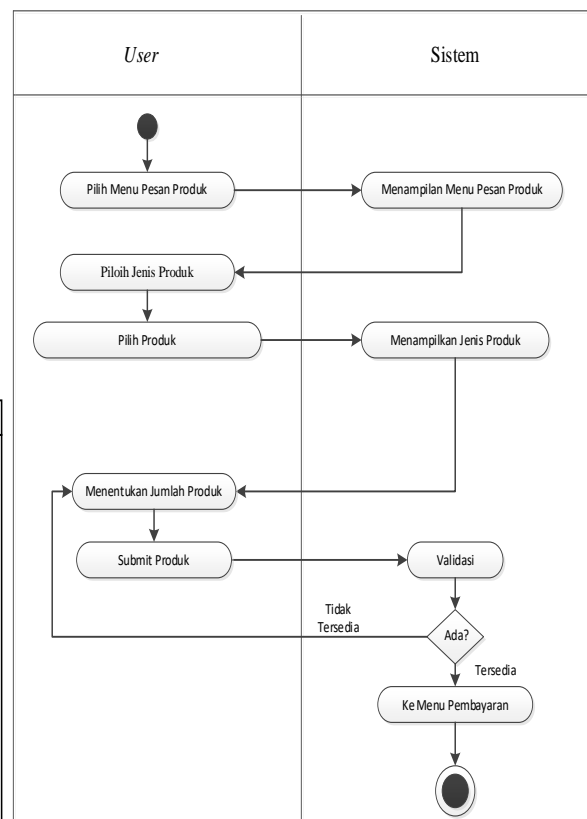 User
Sistem
Pilih Menu Pesan Produk
Menampilan Menu Pesan Produk
Piloih Jenis Produk
Pilih Produk
Menampilkan Jenis Produk
Menentukan Jumlah Produk
Submit Produk
Validasi
Tidak
Tersedia
Ada?
Tersedia
Ke Menu Pembayaran